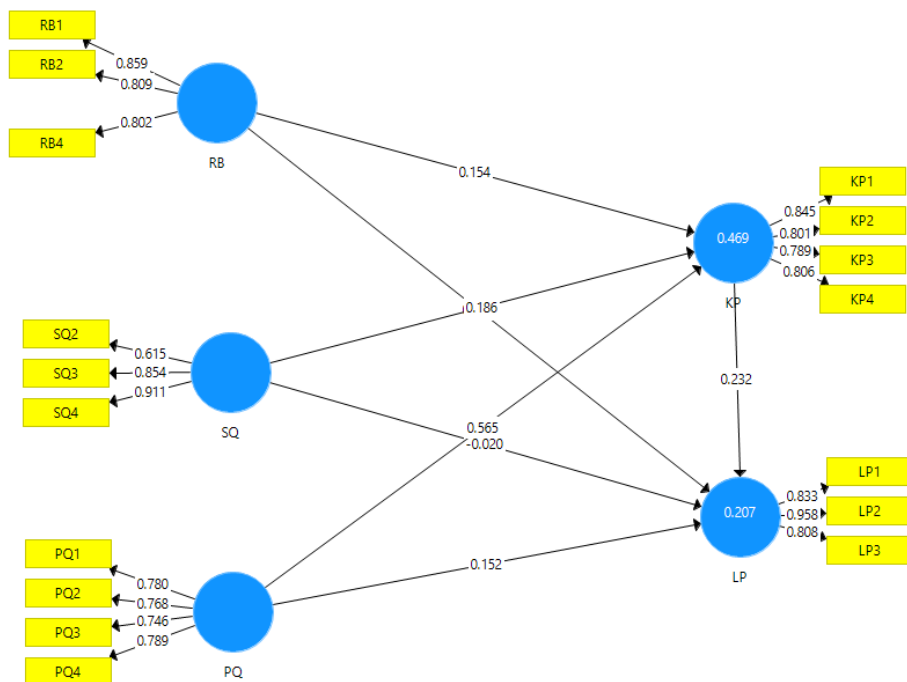 RB1
RB2
RB4
0.859
0.809
0.802
RB
0.154
KP1
KP2
KP3
KP4
0.845
0.801
0.789
0.806
0.469
KP
0.186
SQ2
SQ3
SQ4
0.615
0.854
0.911
SQ
0.232
0.565
-0.020
LP1
LP2
LP3
0.833
0.958
0.808
0.207
LP
0.152
PQ1
PQ2
PQ3
PQ4
0.780
0.768
0.746
0.789
PQ